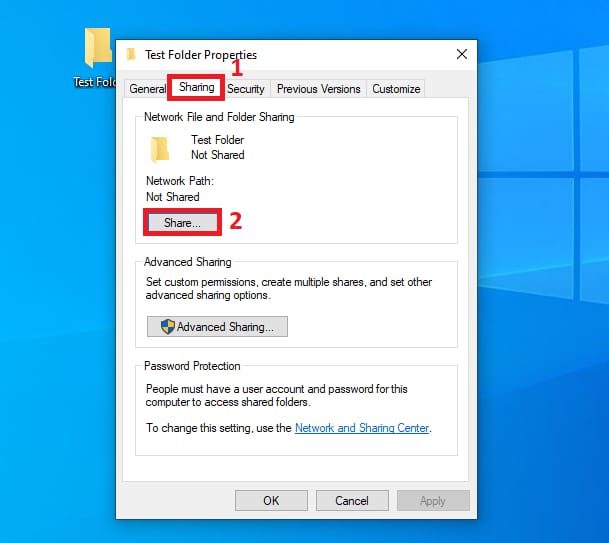 Test Folder Properties
1
General Sharing Security Previous Versions Customize
Network File and Folder Sharing
Test Folder
Not Shared
Network Path:
Not Shared
Share... 2
Advanced Sharing
Set custom permissions, create multiple shares, and set other
advanced sharing options.
Advanced Sharing...
Password Protection
People must have a user account and password for this
computer to access shared folders.
To change this setting, use the Network and Sharing Center.
OK Cancel Apply
Test Fol